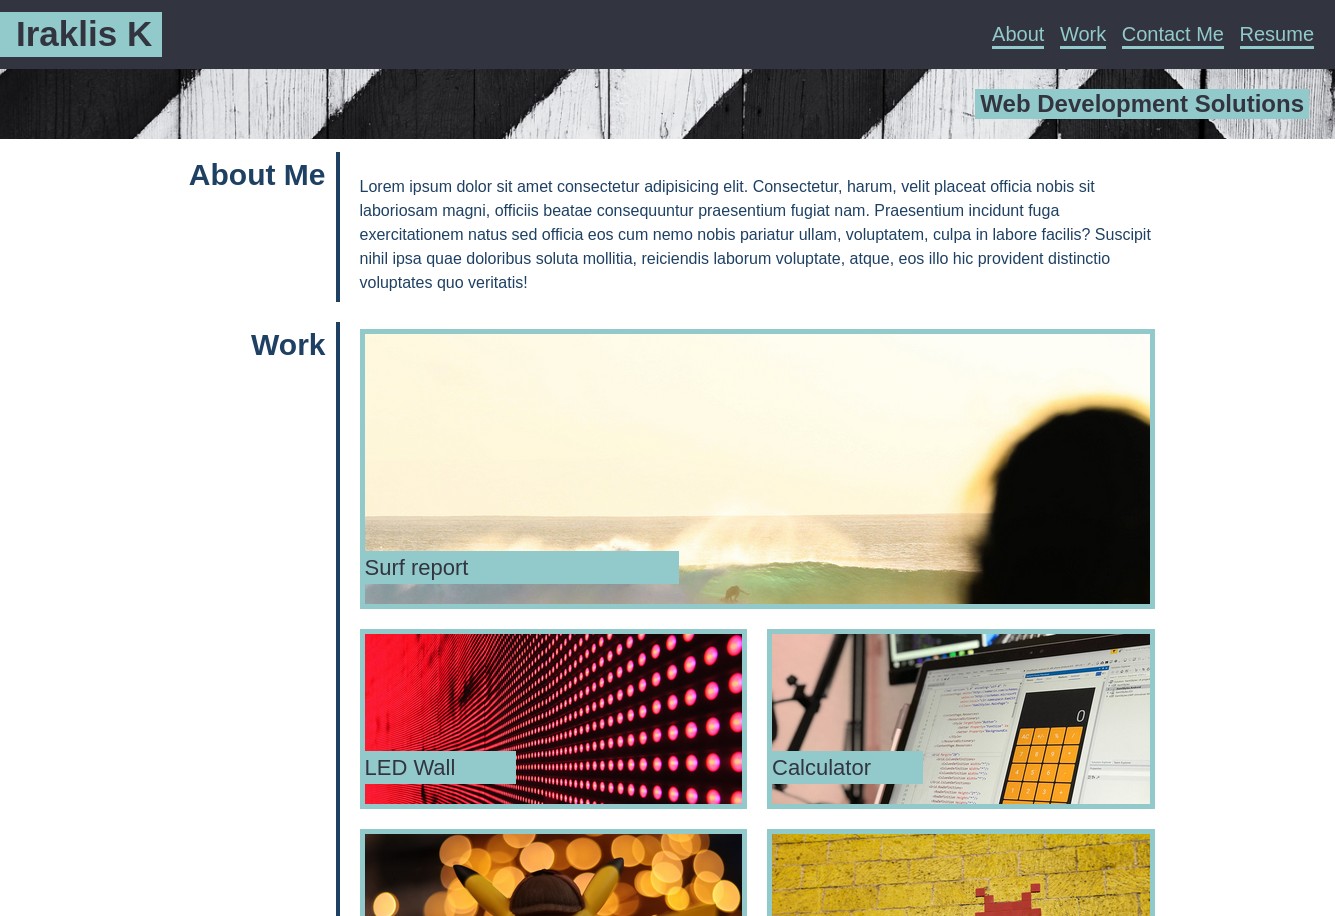 Iraklis K
About Work Contact Me Resume
Web Development Solutions
About Me
Lorem ipsum dolor sit amet consectetur adipisicing elit. Consectetur, harum, velit placeat officia nobis sit
laboriosam magni, officiis beatae consequuntur praesentium fugiat nam. Praesentium incidunt fuga
exercitationem natus sed officia eos cum nemo nobis pariatur ullam, voluptatem, culpa in labore facilis? Suscipit
nihil ipsa quae doloribus soluta mollitia, reiciendis laborum voluptate, atque, eos illo hic provident distinctio
voluptates quo veritatis!
Work
Surf report
LED Wall
Calculator
0